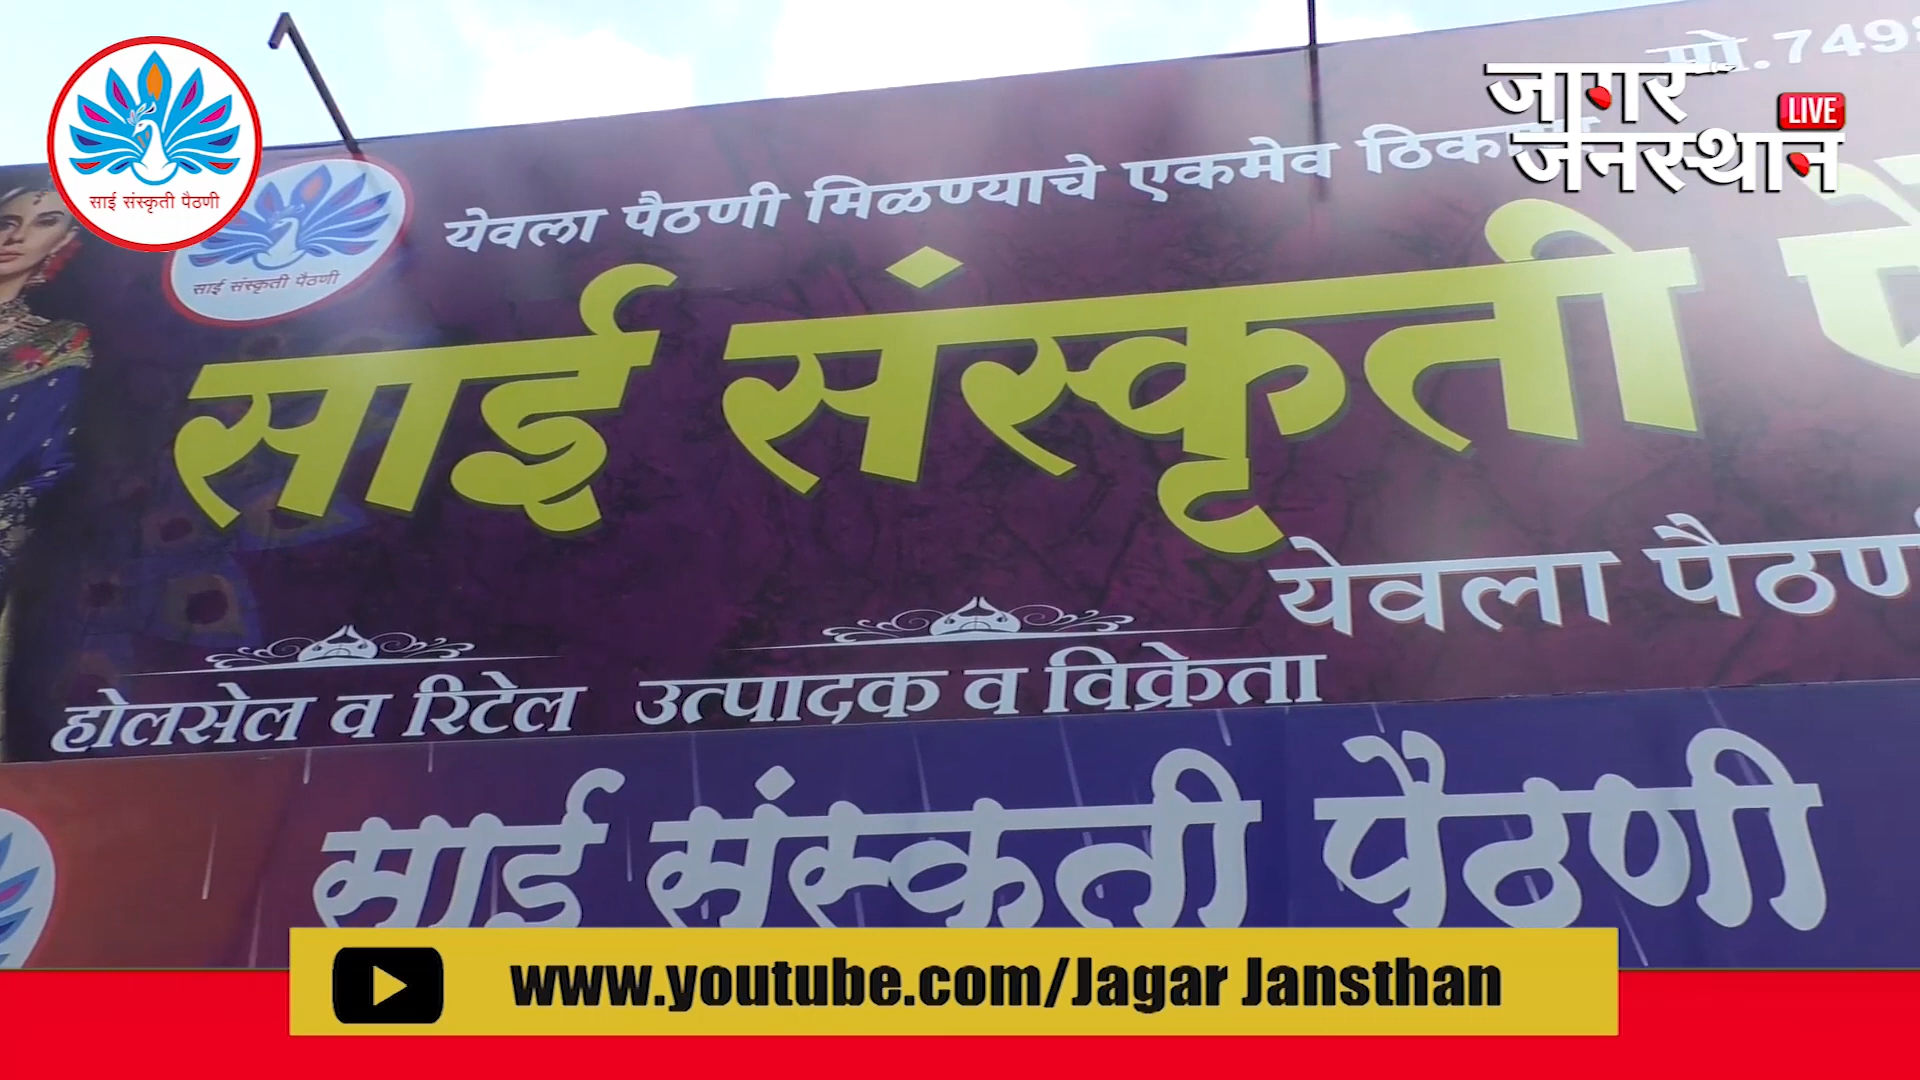 साई संस्कृती पैठणी
जागर
LIVE
जनस्थान
मो.749
साई संस्कृती पैठणी
येवला पैठणी मिळण्याचे एकमेव
साई संस्कृती
येवला
होलसेल व रिटेल
उत्पादक व विक्रेता
साई संस्कृती पैठणी
www.youtube.com/Jagar Jansthan